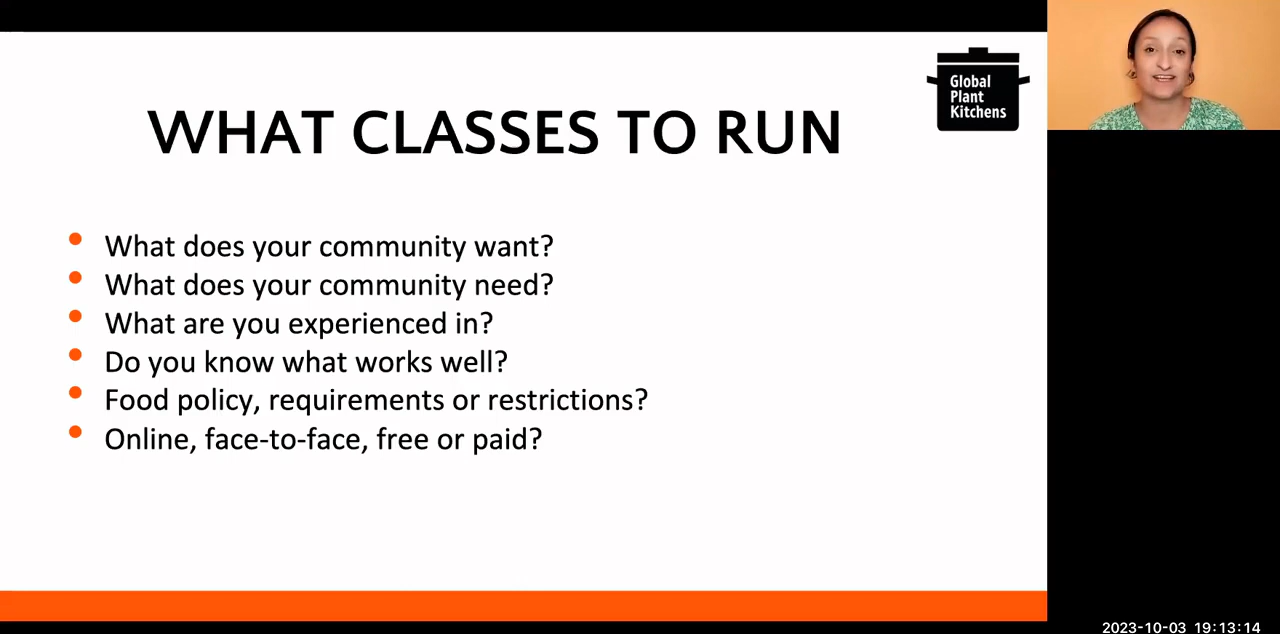 Global
Plant
Kitchens
WHAT CLASSES TO RUN
What does your community want?
What does your community need?
What are you experienced in?
Do you know what works well?
Food policy, requirements or restrictions?
Online, face-to-face, free or paid?
2023-10-03 19:13:14